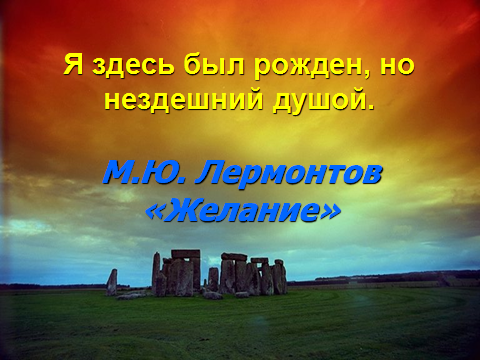 Я здесь был рожден, но
нездешний душой.
М.Ю. Лермонтов
«Желание»